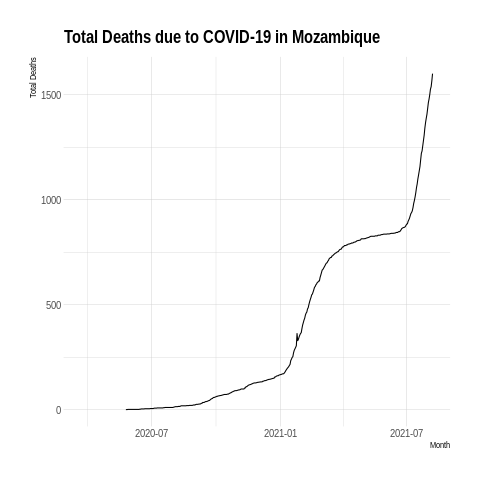 Total Deaths due to COVID-19 in Mozambique
Total Deaths
1500
1000
500
0
2020-07 2021-01 2021-07
Month